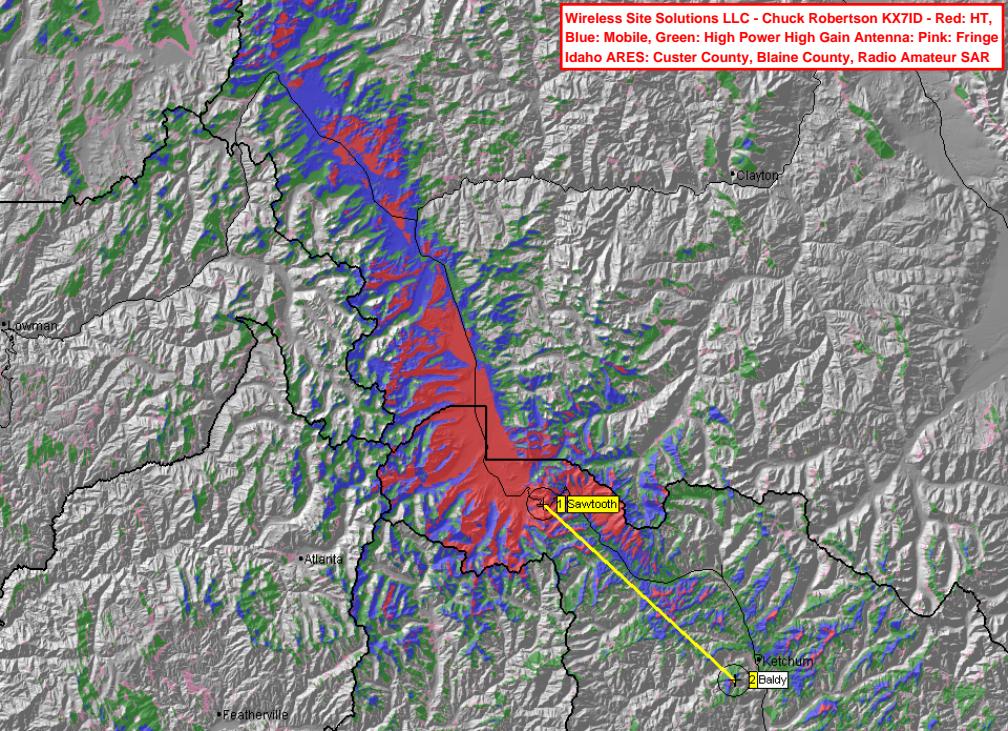 Wireless Site Solutions LLC - Chuck Robertson KX7ID - Red: HT,
Blue: Mobile, Green: High Power High Gain Antenna: Pink: Fringe
Idaho ARES: Custer County, Blaine County, Radio Amateur SAR
Clayton
Lowman
1 Sawtooth
Atlanta
Ketchum
2 Baldy
Featherville